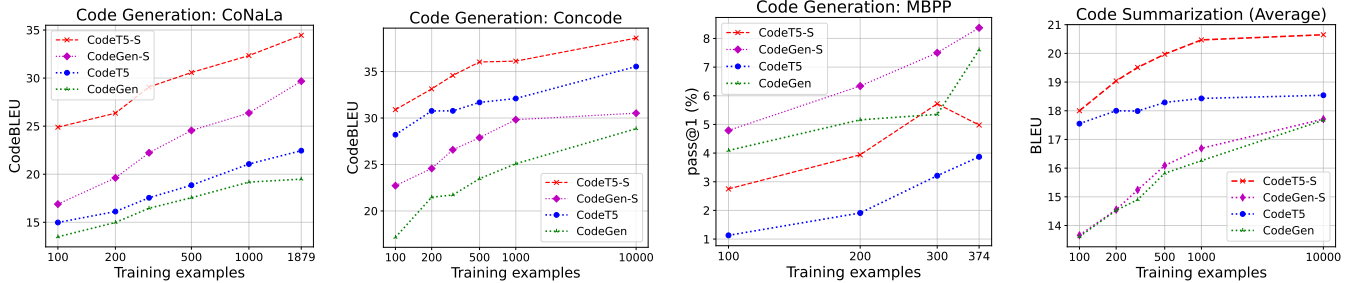 Code Generation: CoNaLa
CodeBLEU
35
30
25
20
15
CodeT5-S
CodeGen-S
CodeT5
CodeGen
100 200 500 1000 1879
Training examples
Code Generation: Concode
CodeBLEU
35
30
25
20
CodeT5-S
CodeGen-S
CodeT5
CodeGen
100 200 500 1000 10000
Training examples
Code Generation: MBPP
pass@1 (%)
8
7
6
5
4
3
2
1
CodeT5-S
CodeGen-S
CodeT5
CodeGen
100 200 300 374
Training examples
Code Summarization (Average)
BLEU
21
20
19
18
17
16
15
14
CodeT5-S
CodeGen-S
CodeT5
CodeGen
100 200 500 1000 10000
Training examples